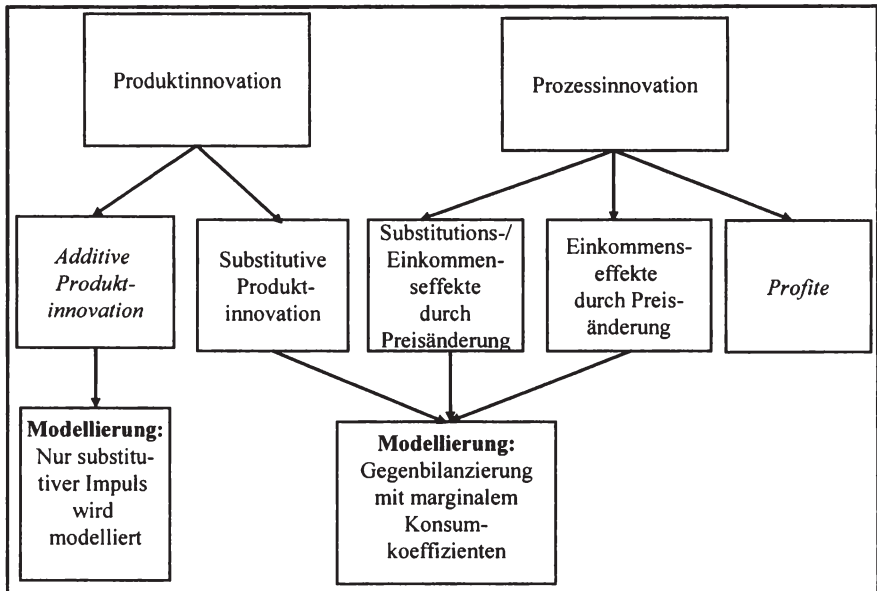 Produktinnovation
Prozessinnovation
Additive
Produkt-
innovation
Substitutive
Produkt-
innovation
Substitutions-/
Einkommen-
seffekte
durch
Preisänderung
Einkommens-
effekte
durch Preis-
änderung
Profite
Modellierung:
Nur substitu-
tiver Impuls
wird
modelliert
Modellierung:
Gegenbilanzierung
mit marginalem
Konsum-
koeffizienten